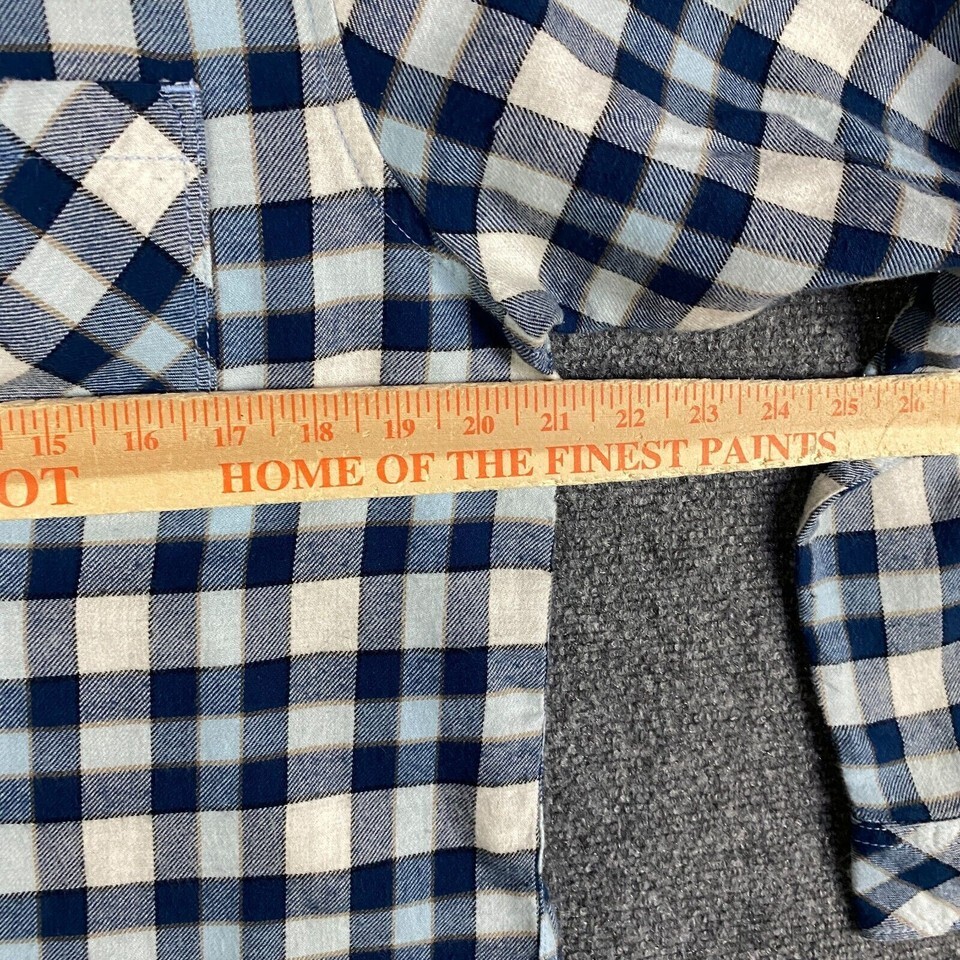 15 16 17 18 19 20 21 22 23 24 25 26
OT HOME OF THE FINEST PAINTS